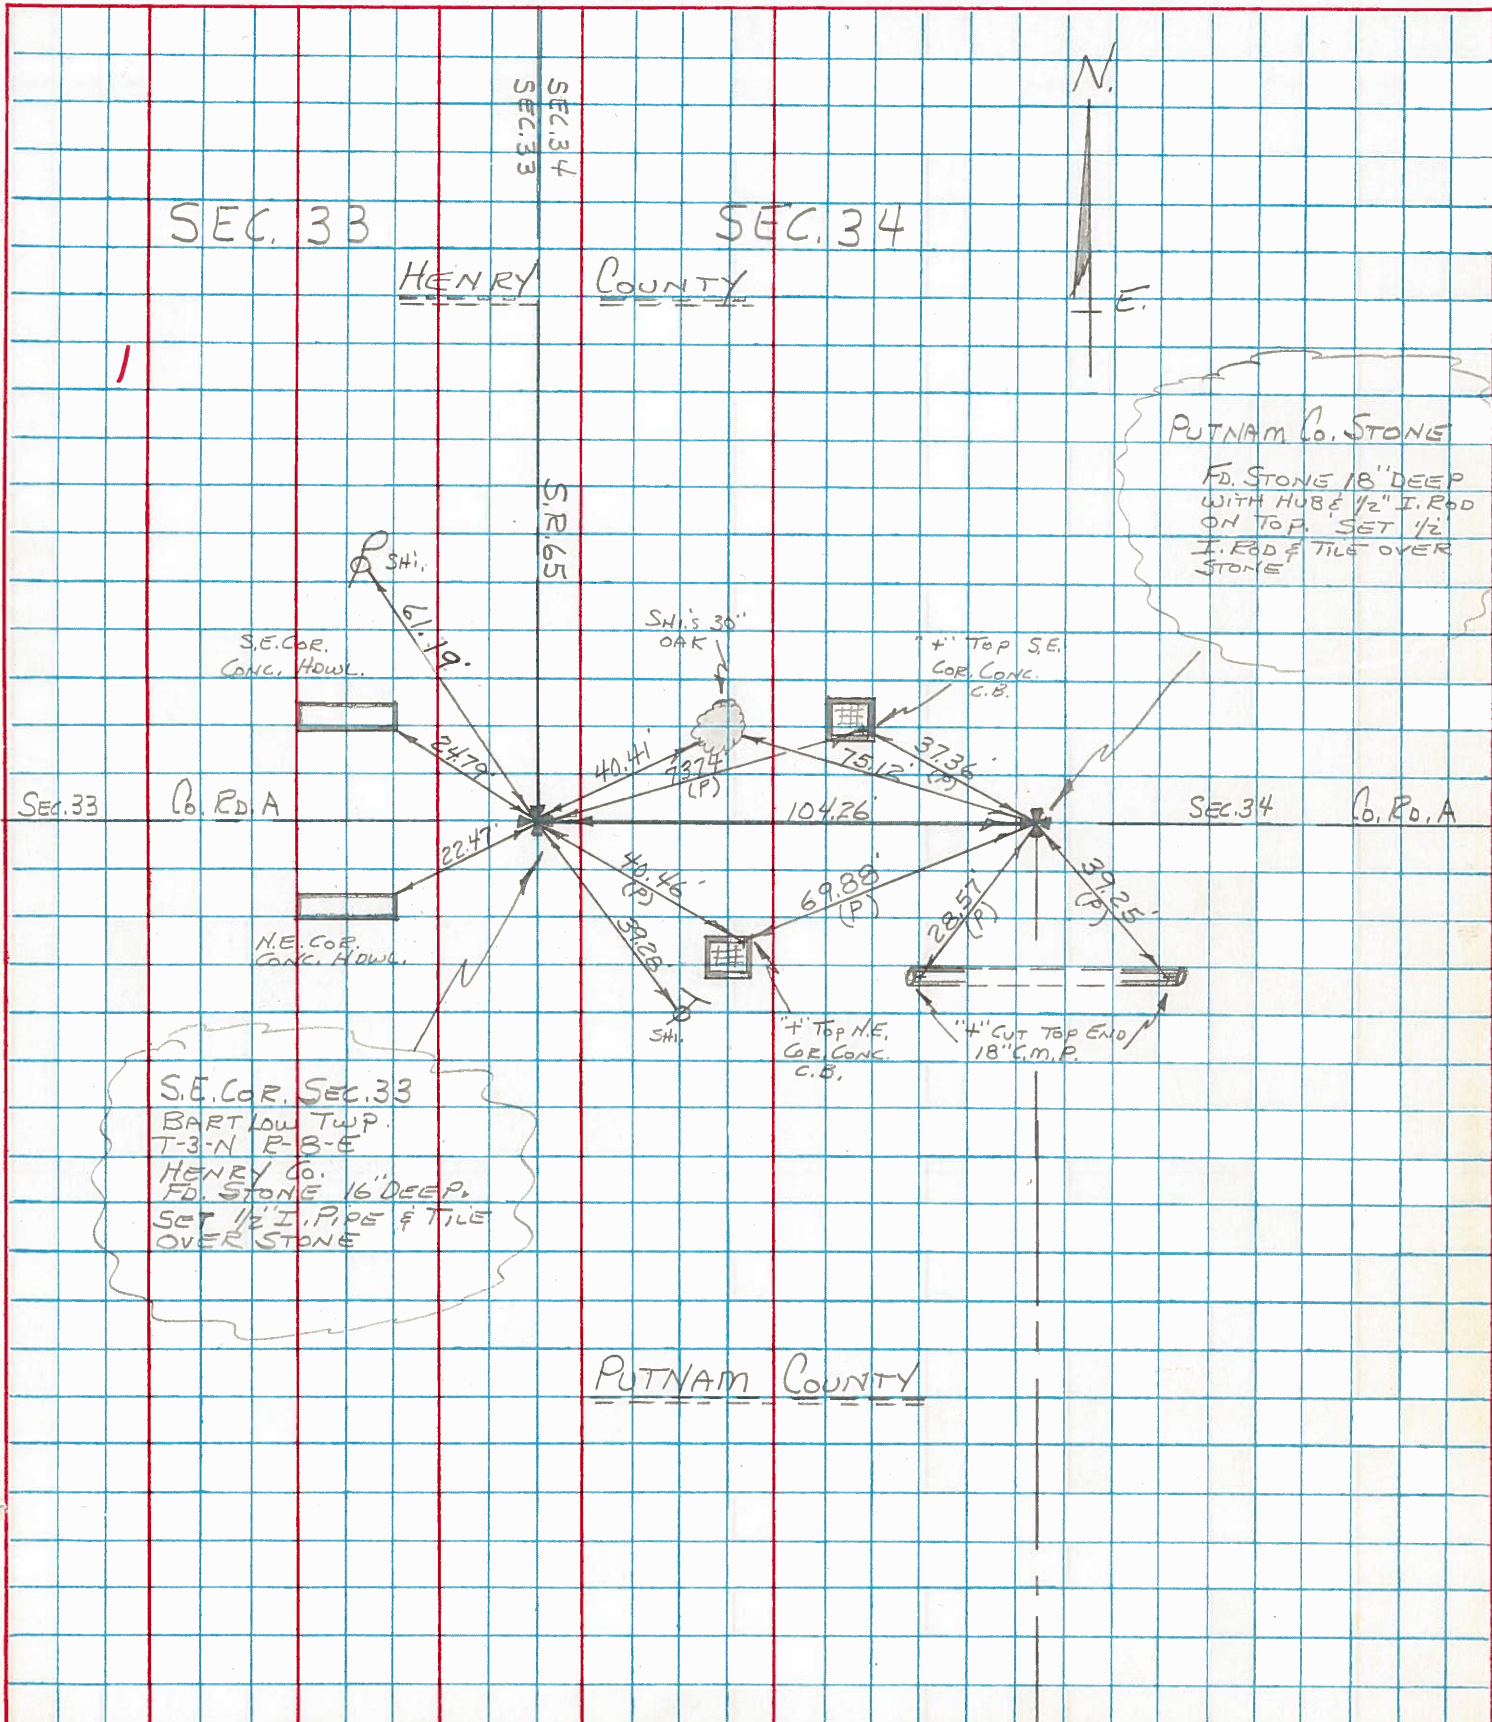 N.
E.
SEC.34
SEC.33
SEC. 33
SEC. 34
HENRY COUNTY
1
PUTNAM Co. STONE
FD. STONE 18" DEEP
WITH HUB & 1/2" I. ROD
ON TOP. SET 1/2"
I. ROD & TILE OVER
STONE
S.R. 65
SHI.
61.19'
S.E. COR.
CONC. HDWL.
SHI.'S 30"
OAK
"+" TOP S.E.
COR. CONC.
C.B.
24.79'
40.41'
73.74'
(P)
75.12'
37.36'
(P)
SEC.33
Co. RD. A
104.26'
SEC.34
Co. RD. A
22.47'
40.46'
(P)
69.88'
(P)
28.57'
(P)
39.25'
(P)
39.28'
N.E. COR.
CONC. HDWL.
SHI.
"+" TOP N.E.
COR. CONC.
C.B.
"+" CUT TOP END
18" C.M.P.
S.E. COR. SEC. 33
BARTLOW TWP.
T-3-N R-8-E
HENRY Co.
FD. STONE 16" DEEP.
SET 1/2" I. PIPE & TILE
OVER STONE
PUTNAM COUNTY